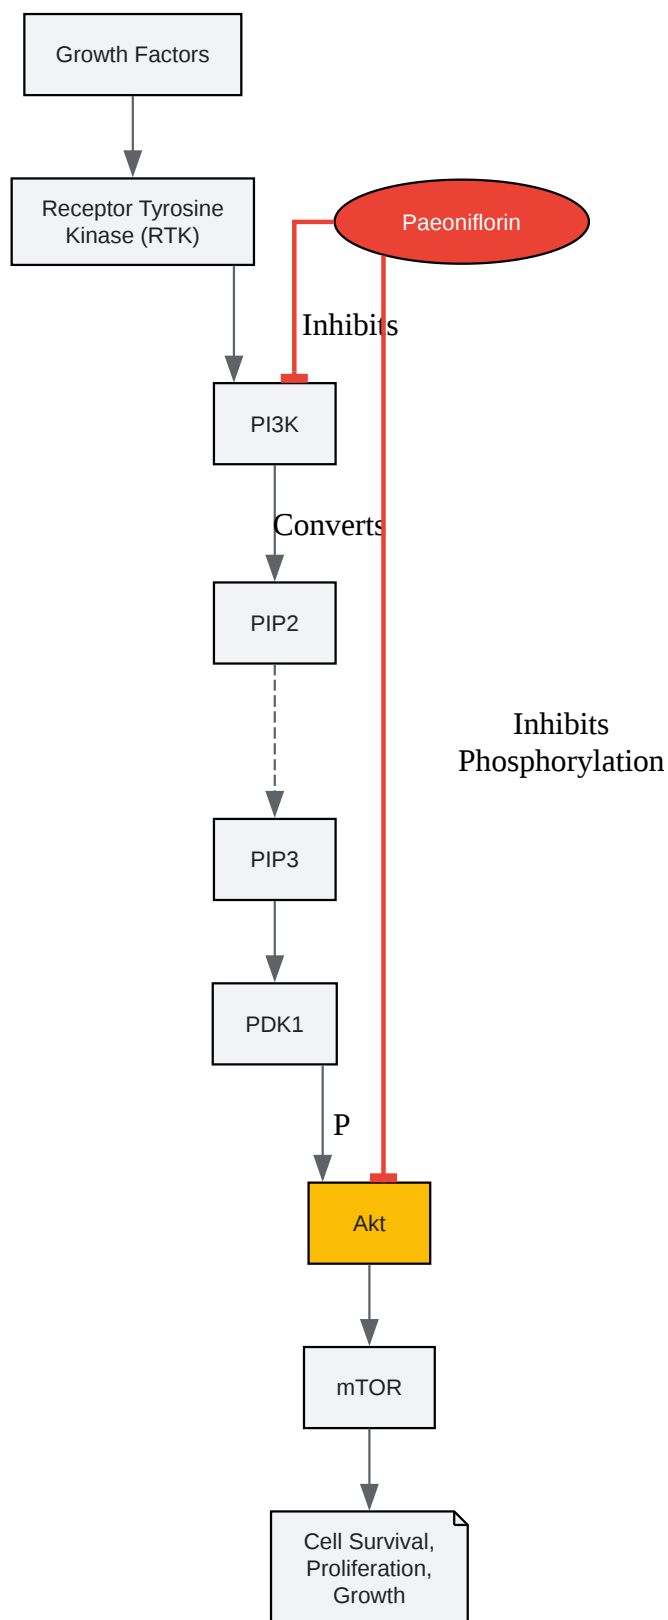 Growth Factors
Receptor Tyrosine
Kinase (RTK)
Paeoniflorin
Inhibits
PI3K
Converts
PIP2
Inhibits
Phosphorylation
PIP3
PDK1
P
Akt
mTOR
Cell Survival,
Proliferation,
Growth